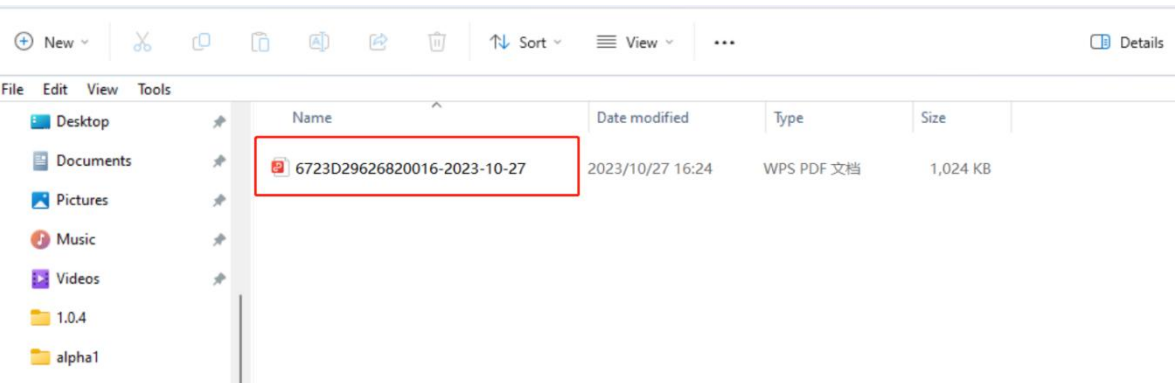 New Sort View ... Details
File Edit View Tools
Name Date modified Type Size
Desktop
6723D29626820016-2023-10-27 2023/10/27 16:24 WPS PDF 文档 1,024 KB
Documents
Pictures
Music
Videos
1.0.4
alpha1